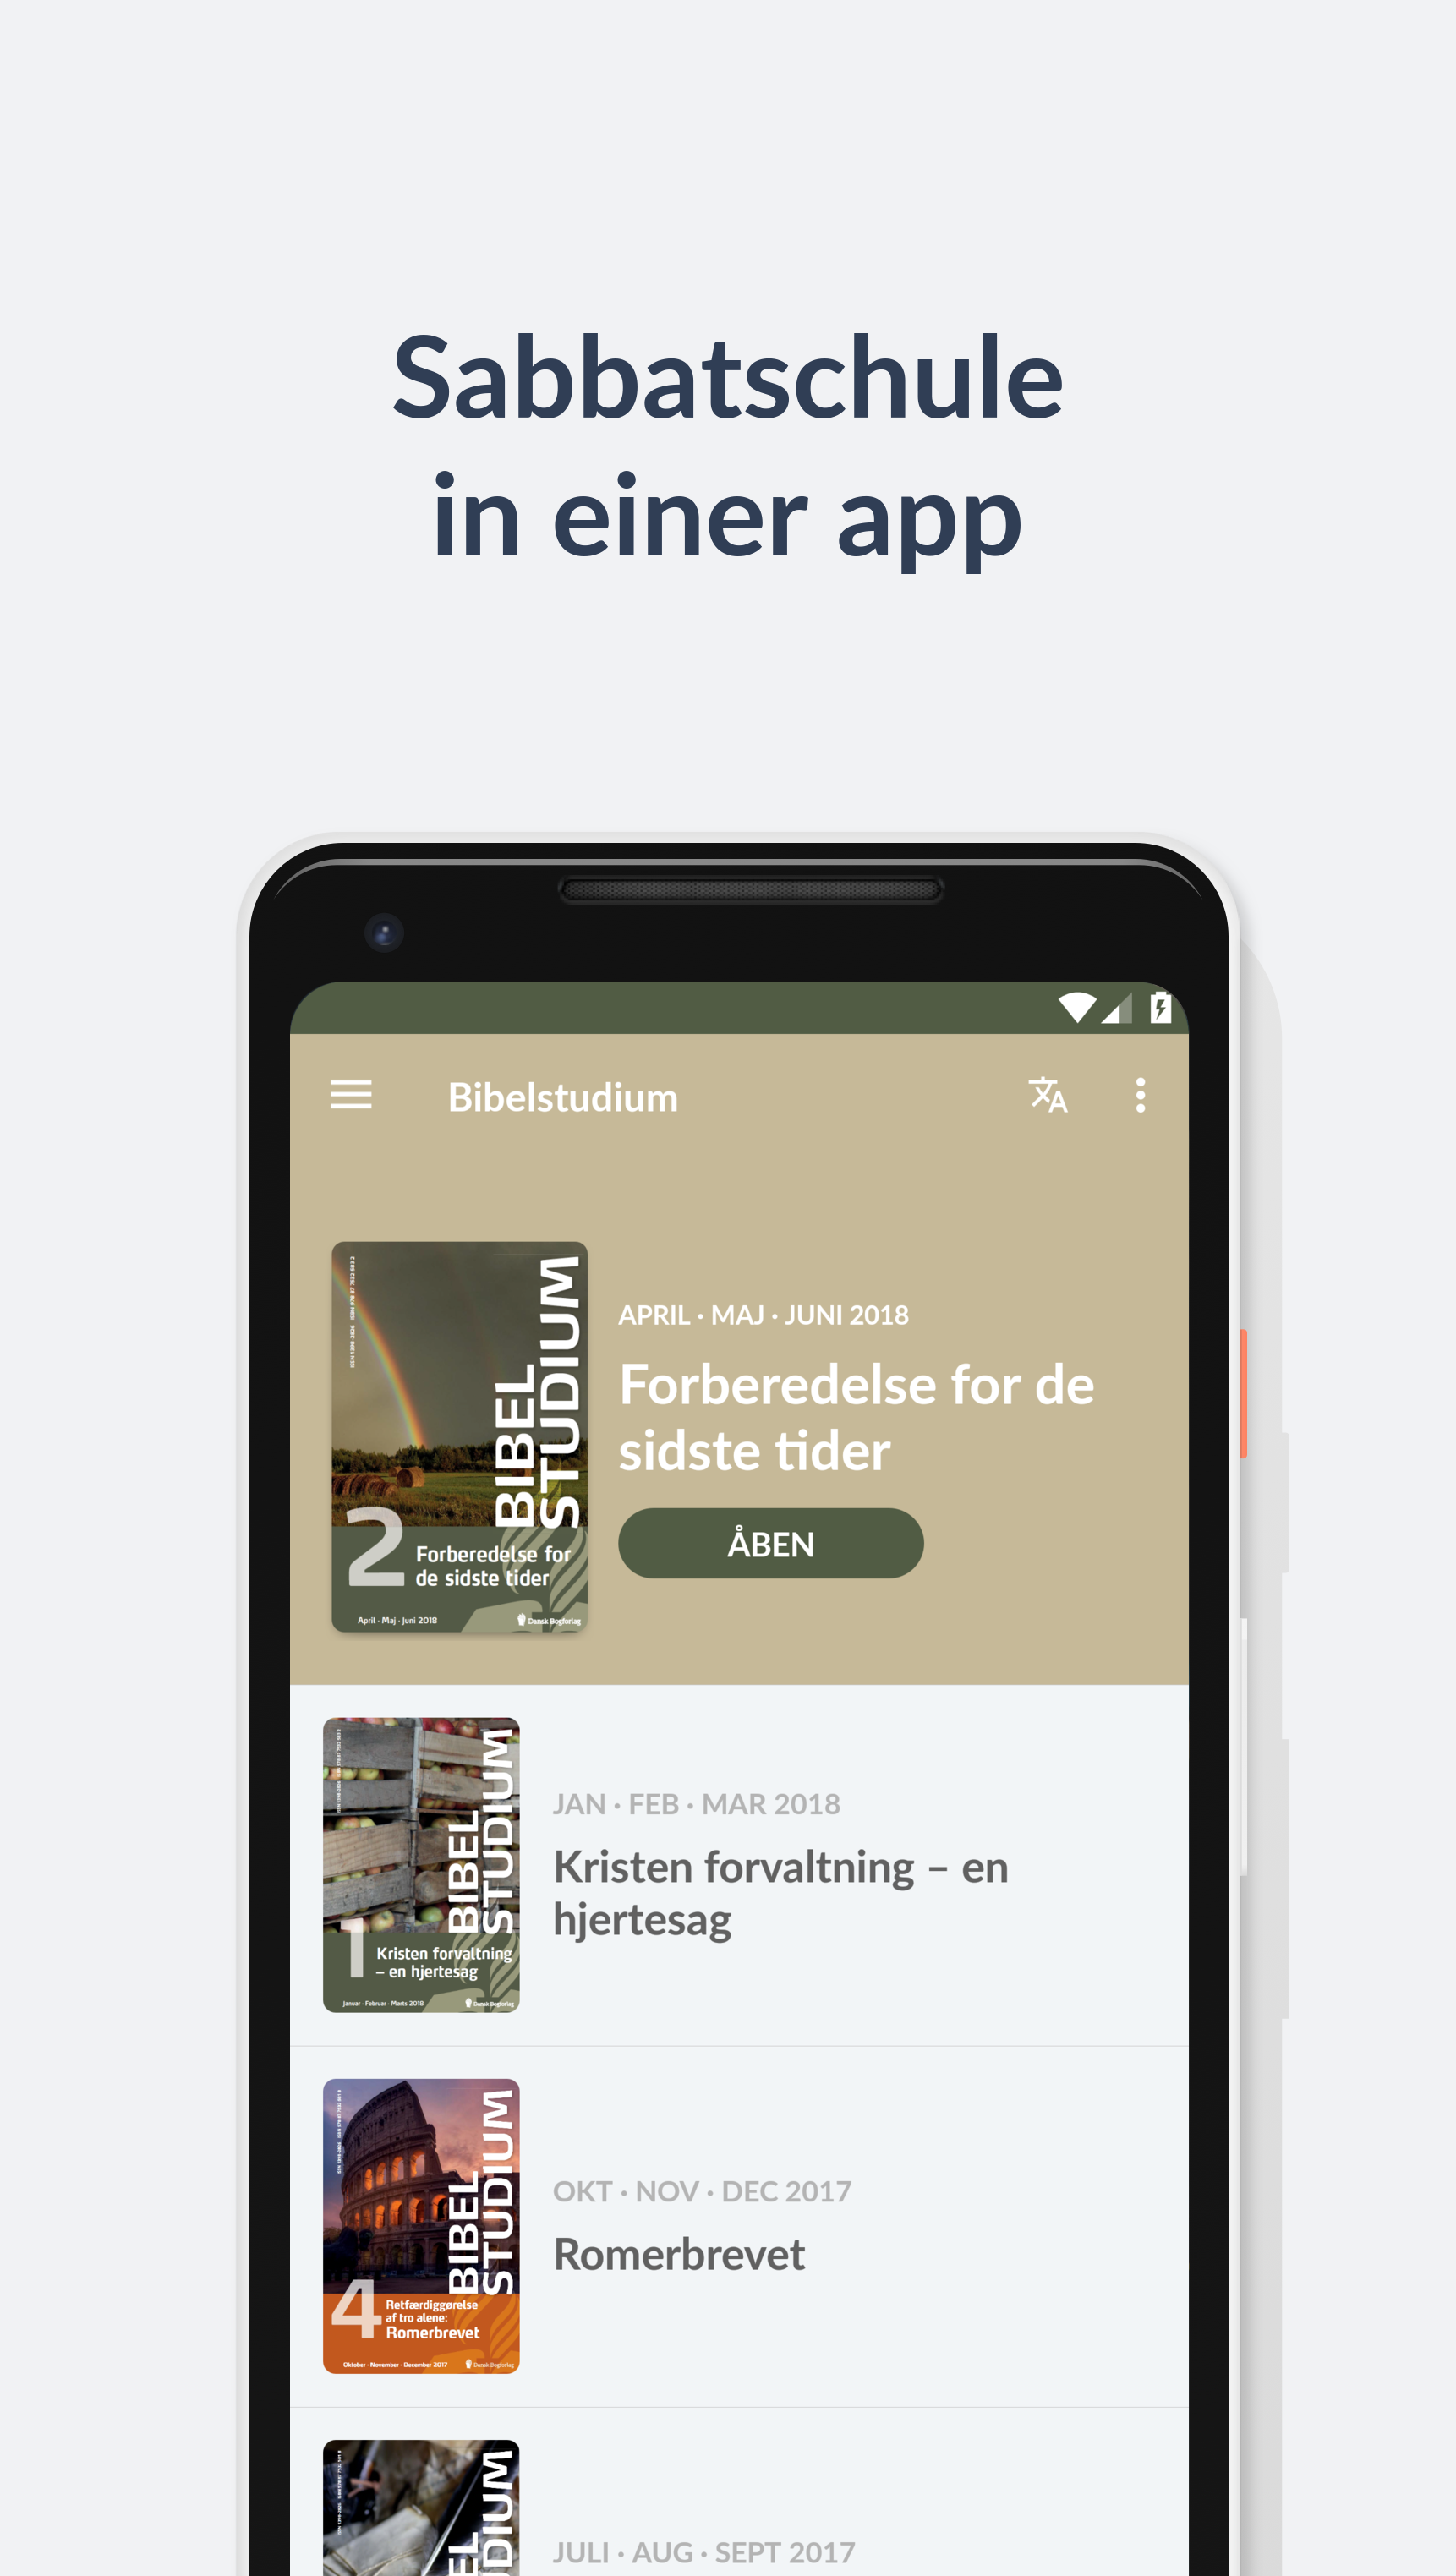 Sabbatschule
in einer app
Bibelstudium
BIBEL
STUDIUM
2
Forberedelse for
de sidste tider
April · Maj · Juni 2018
Dansk Bogforlag
APRIL · MAJ · JUNI 2018
Forberedelse for de
sidste tider
ÅBEN
BIBEL
STUDIUM
1
Kristen forvaltning
– en hjertesag
Januar · Februar · Marts 2018
Dansk Bogforlag
JAN · FEB · MAR 2018
Kristen forvaltning – en
hjertesag
BIBEL
STUDIUM
4
Retfærdiggørelse
af tro alene:
Romerbrevet
Oktober · November · December 2017
Dansk Bogforlag
OKT · NOV · DEC 2017
Romerbrevet
JULI · AUG · SEPT 2017